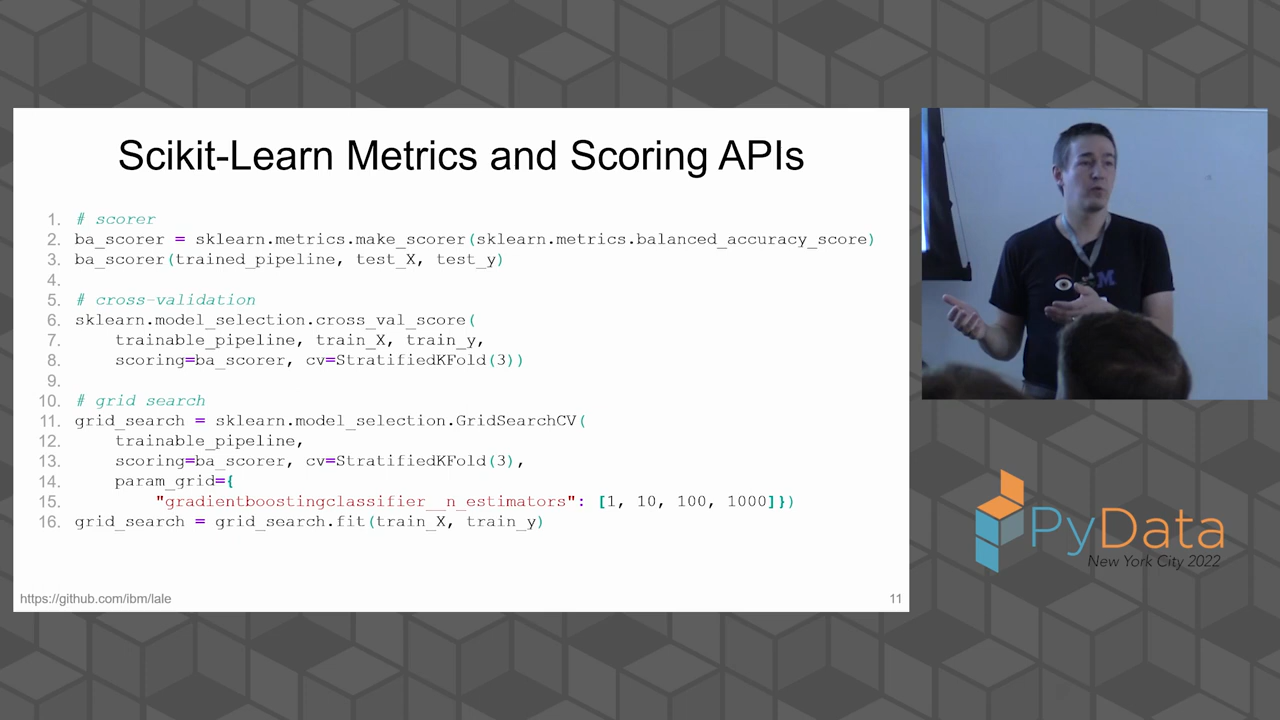 Scikit-Learn Metrics and Scoring APIs
1. # scorer
2. ba_scorer = sklearn.metrics.make_scorer(sklearn.metrics.balanced_accuracy_score)
3. ba_scorer(trained_pipeline, test_X, test_y)
4.
5. # cross-validation
6. sklearn.model_selection.cross_val_score(
7. trainable_pipeline, train_X, train_y,
8. scoring=ba_scorer, cv=StratifiedKFold(3))
9.
10. # grid search
11. grid_search = sklearn.model_selection.GridSearchCV(
12. trainable_pipeline,
13. scoring=ba_scorer, cv=StratifiedKFold(3),
14. param_grid={
15. "gradientboostingclassifier__n_estimators": [1, 10, 100, 1000]})
16. grid_search = grid_search.fit(train_X, train_y)
https://github.com/ibm/lale
11
M
PyData
New York City 2022